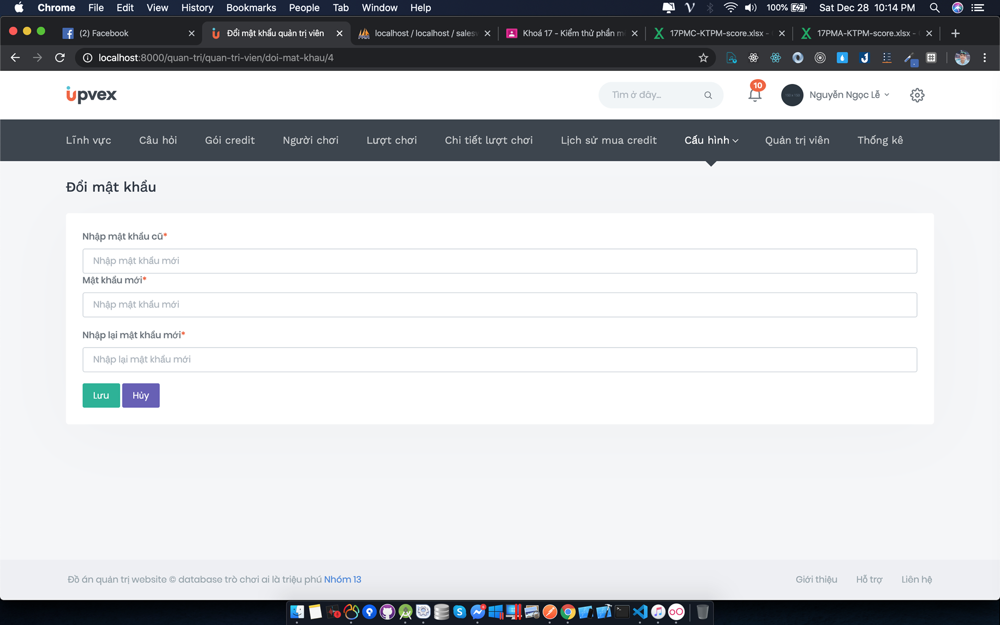 Chrome File Edit View History Bookmarks People Tab Window Help 100% Sat Dec 28 10:14 PM
(2) Facebook Đổi mật khẩu quản trị viên localhost / localhost / salesw Khoá 17 - Kiểm thử phần m 17PMC-KTPM-score.xlsx - 17PMA-KTPM-score.xlsx -
localhost:8000/quan-tri/quan-tri-vien/doi-mat-khau/4
upvex Tìm ở đây... 10 150 x 150 Nguyễn Ngọc Lễ
Lĩnh vực Câu hỏi Gói credit Người chơi Lượt chơi Chi tiết lượt chơi Lịch sử mua credit Cấu hình Quản trị viên Thống kê
Đổi mật khẩu
Nhập mật khẩu cũ*
Nhập mật khẩu mới
Mật khẩu mới*
Nhập mật khẩu mới
Nhập lại mật khẩu mới*
Nhập lại mật khẩu mới
Lưu Hủy
Đồ án quản trị website © database trò chơi ai là triệu phú Nhóm 13 Giới thiệu Hỗ trợ Liên hệ